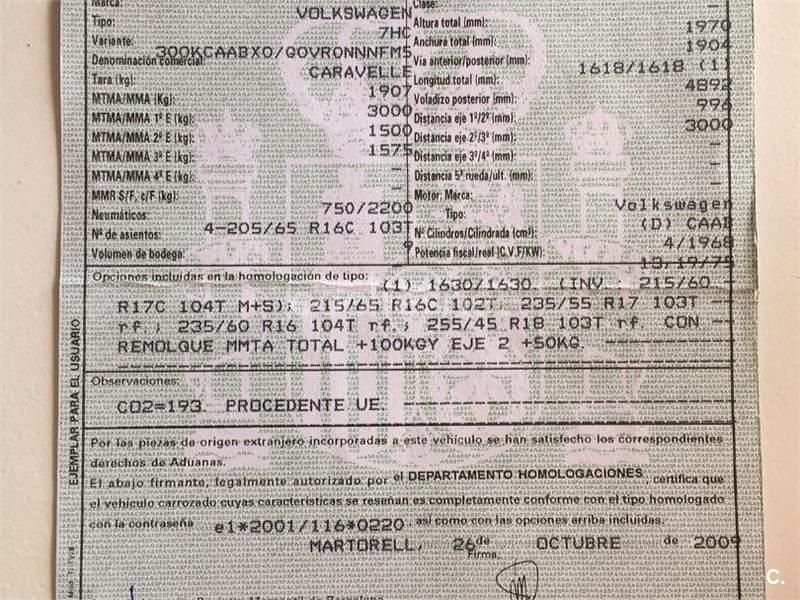 Marca: VOLKSWAGEN
Tipo: 7HC
Variante: 300KCAABX0/GOVRONNNFM5
Denominación comercial: CARAVELLE
Tara (kg): 1907
MTMA/MMA (Kg): 3000
MTMA/MMA 1º E (kg): 1500
MTMA/MMA 2º E (kg): 1575
MTMA/MMA 3º E (kg): -
MTMA/MMA 4º E (kg): -
MMR S/F, c/F (kg): 750/2200
Neumáticos: 4-205/65 R16C 103T
Nº de asientos: 9
Volumen de bodega:
Clase: -
Altura total (mm): 1970
Anchura total (mm): 1904
Vía anterior/posterior (mm): 1618/1618 (1)
Longitud total (mm): 4892
Voladizo posterior (mm): 996
Distancia eje 1º/2º (mm): 3000
Distancia eje 2º/3º (mm): -
Distancia eje 3º/4º (mm): -
Distancia 5ª rueda/ult. (mm): -
Motor: Marca: Volkswagen
Tipo: (D) CAAB
Nº Cilindros/Cilindrada (cm³): 4/1968
Potencia fiscal/real (C.V.F/KW): 13,19/75
Opciones incluidas en la homologación de tipo:
(1) 1630/1630. (INV.: 215/60 --
R17C 104T M+S); 215/65 R16C 102T; 235/55 R17 103T --
rf.; 235/60 R16 104T rf.; 255/45 R18 103T rf. CON --
REMOLQUE MMTA TOTAL +100KGY EJE 2 +50KG. ----------
Observaciones:
CO2=193. PROCEDENTE UE. ----------
Por las piezas de origen extranjero incorporadas a este vehículo se han satisfecho los correspondientes
derechos de Aduanas.
El abajo firmante, legalmente autorizado por el DEPARTAMENTO HOMOLOGACIONES, certifica que
el vehículo carrozado cuyas características se reseñan es completamente conforme con el tipo homologado
con la contraseña e1*2001/116*0220, así como con las opciones arriba incluidas.
MARTORELL, 26 de OCTUBRE de 2009
Firma,
EJEMPLAR PARA EL USUARIO
C.